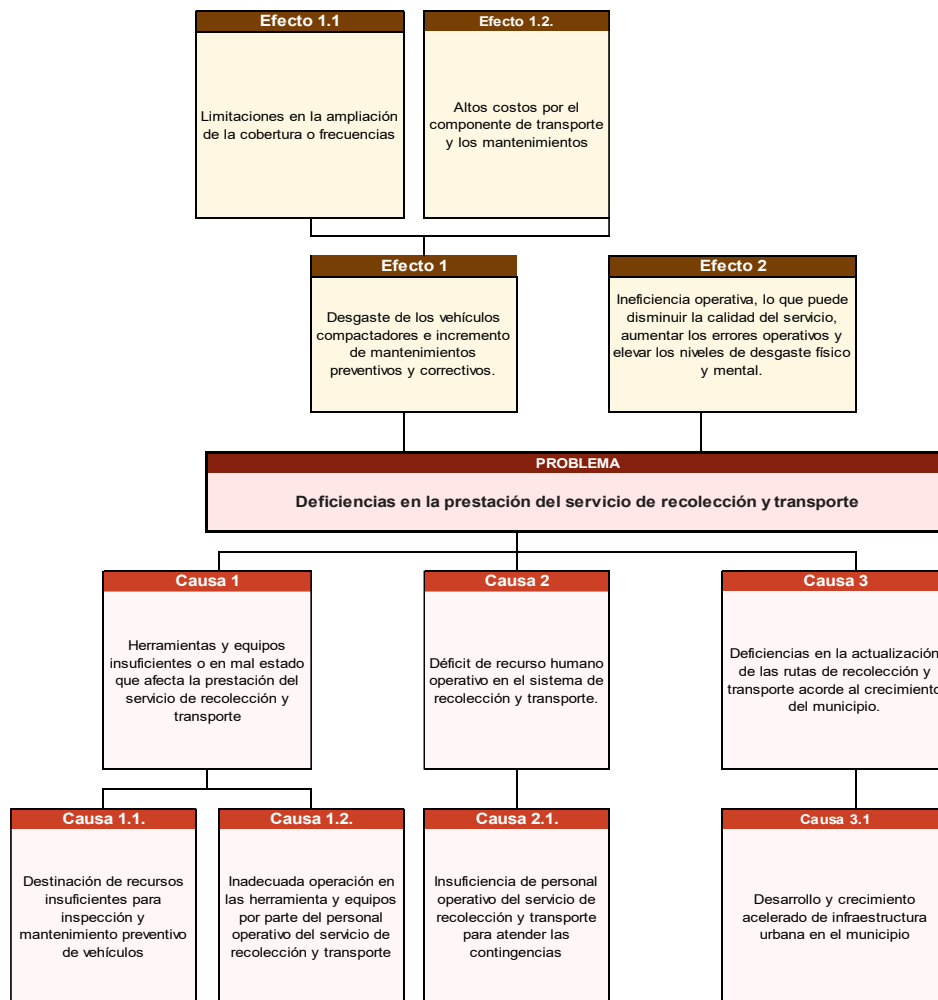 Efecto 1.1
Limitaciones en la ampliación
de la cobertura o frecuencias
Efecto 1.2.
Altos costos por el
componente de transporte
y los mantenimientos
Efecto 1
Desgaste de los vehículos
compactadores e incremento
de mantenimientos
preventivos y correctivos.
Efecto 2
Ineficiencia operativa, lo que puede
disminuir la calidad del servicio,
aumentar los errores operativos y
elevar los niveles de desgaste físico
y mental.
PROBLEMA
Deficiencias en la prestación del servicio de recolección y transporte
Causa 1
Herramientas y equipos
insuficientes o en mal estado
que afecta la prestación del
servicio de recolección y
transporte
Causa 2
Déficit de recurso humano
operativo en el sistema de
recolección y transporte.
Causa 3
Deficiencias en la actualización
de las rutas de recolección y
transporte acorde al crecimiento
del municipio.
Causa 1.1.
Destinación de recursos
insuficientes para
inspección y
mantenimiento preventivo
de vehículos
Causa 1.2.
Inadecuada operación en
las herramienta y equipos
por parte del personal
operativo del servicio de
recolección y transporte
Causa 2.1.
Insuficiencia de personal
operativo del servicio de
recolección y transporte
para atender las
contingencias
Causa 3.1
Desarrollo y crecimiento
acelerado de infraestructura
urbana en el municipio